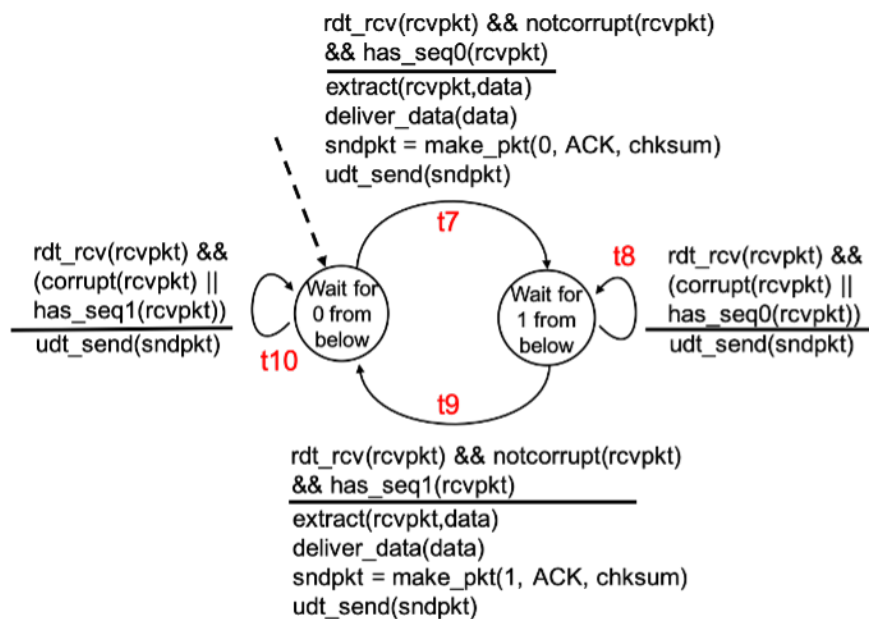 rdt_rcv(rcvpkt) && notcorrupt(rcvpkt)
&& has_seq0(rcvpkt)
extract(rcvpkt,data)
deliver_data(data)
sndpkt = make_pkt(0, ACK, chksum)
udt_send(sndpkt)
t7
rdt_rcv(rcvpkt) &&
(corrupt(rcvpkt) ||
has_seq1(rcvpkt))
udt_send(sndpkt)
t10
Wait for
0 from
below
Wait for
1 from
below
t8
rdt_rcv(rcvpkt) &&
(corrupt(rcvpkt) ||
has_seq0(rcvpkt))
udt_send(sndpkt)
t9
rdt_rcv(rcvpkt) && notcorrupt(rcvpkt)
&& has_seq1(rcvpkt)
extract(rcvpkt,data)
deliver_data(data)
sndpkt = make_pkt(1, ACK, chksum)
udt_send(sndpkt)